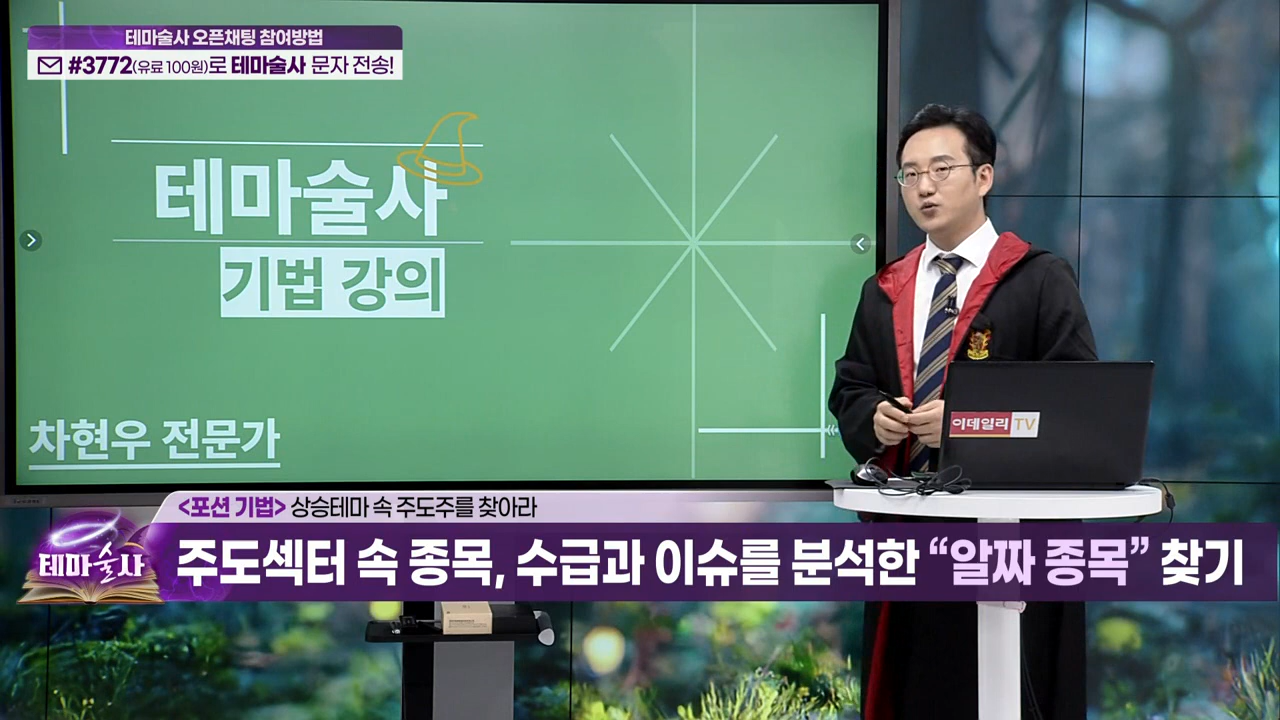 테마술사 오픈채팅 참여방법
#3772(유료 100원)로 테마술사 문자 전송!
테마술사
기법 강의
차현우 전문가
이데일리TV
<포션 기법> 상승테마 속 주도주를 찾아라
테마술사
주도섹터 속 종목, 수급과 이슈를 분석한 “알짜 종목” 찾기